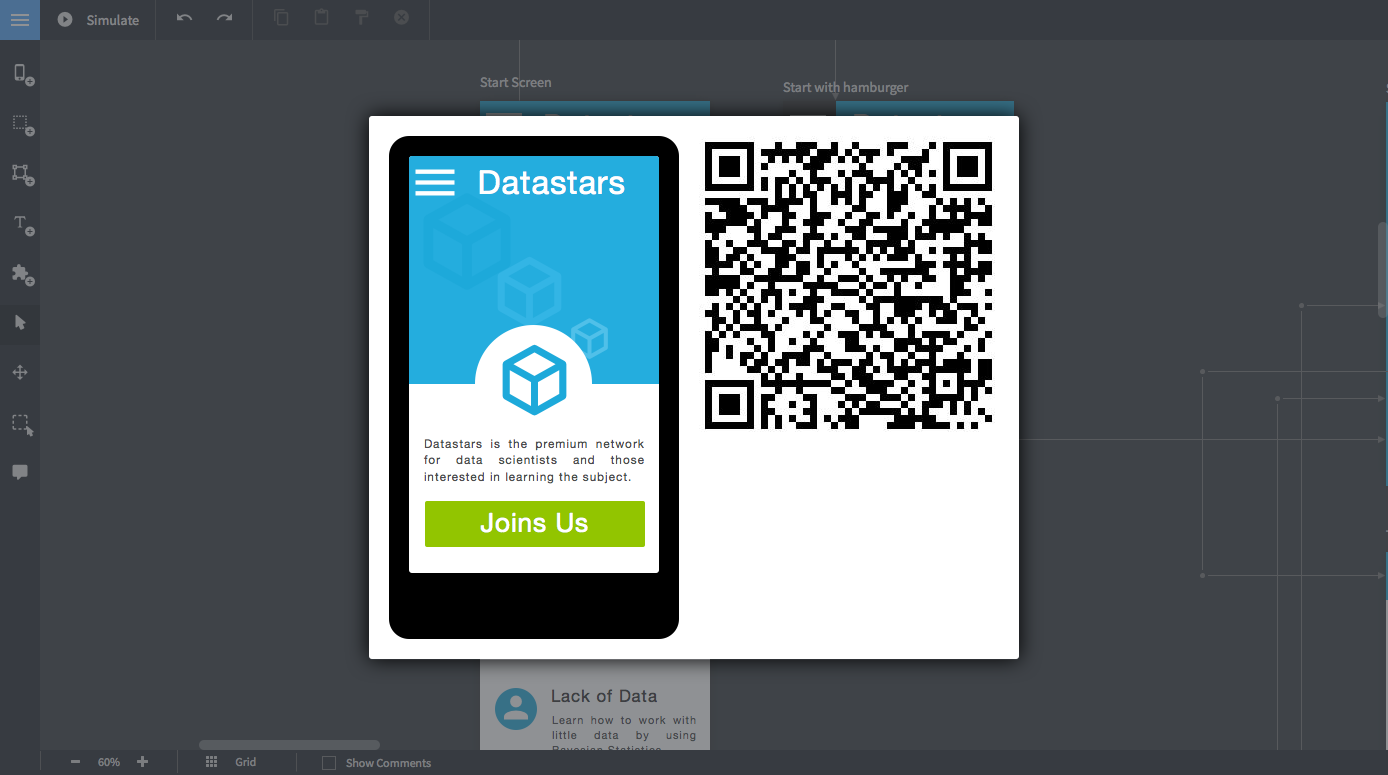 Simulate
Start Screen
Start with hamburger
Datastars
Datastars is the premium network
for data scientists and those
interested in learning the subject.
Joins Us
Lack of Data
Learn how to work with
little data by using
Bayesian Statistics
60%
Grid
Show Comments